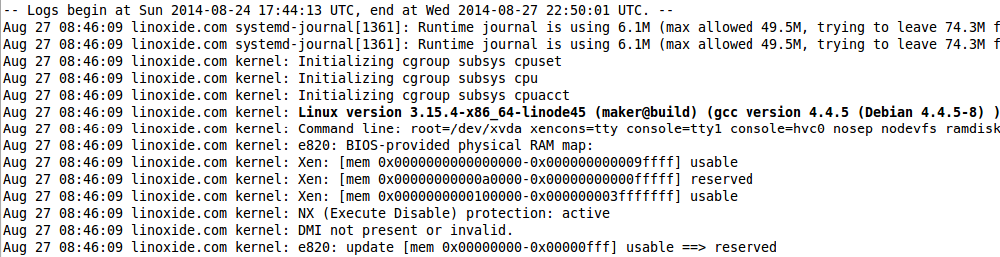 -- Logs begin at Sun 2014-08-24 17:44:13 UTC, end at Wed 2014-08-27 22:50:01 UTC. --
Aug 27 08:46:09 linoxide.com systemd-journal[1361]: Runtime journal is using 6.1M (max allowed 49.5M, trying to leave 74.3M f
Aug 27 08:46:09 linoxide.com systemd-journal[1361]: Runtime journal is using 6.1M (max allowed 49.5M, trying to leave 74.3M f
Aug 27 08:46:09 linoxide.com kernel: Initializing cgroup subsys cpuset
Aug 27 08:46:09 linoxide.com kernel: Initializing cgroup subsys cpu
Aug 27 08:46:09 linoxide.com kernel: Initializing cgroup subsys cpuacct
Aug 27 08:46:09 linoxide.com kernel: Linux version 3.15.4-x86_64-linode45 (maker@build) (gcc version 4.4.5 (Debian 4.4.5-8) )
Aug 27 08:46:09 linoxide.com kernel: Command line: root=/dev/xvda xencons=tty console=tty1 console=hvc0 nosep nodevfs ramdisk
Aug 27 08:46:09 linoxide.com kernel: e820: BIOS-provided physical RAM map:
Aug 27 08:46:09 linoxide.com kernel: Xen: [mem 0x0000000000000000-0x000000000009ffff] usable
Aug 27 08:46:09 linoxide.com kernel: Xen: [mem 0x00000000000a0000-0x00000000000fffff] reserved
Aug 27 08:46:09 linoxide.com kernel: Xen: [mem 0x0000000000100000-0x000000003fffffff] usable
Aug 27 08:46:09 linoxide.com kernel: NX (Execute Disable) protection: active
Aug 27 08:46:09 linoxide.com kernel: DMI not present or invalid.
Aug 27 08:46:09 linoxide.com kernel: e820: update [mem 0x00000000-0x00000fff] usable ==> reserved